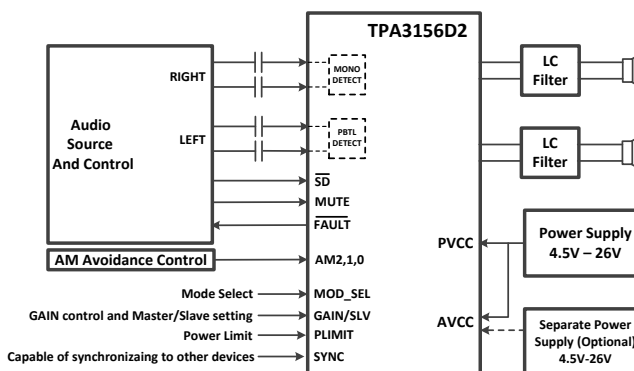 TPA3156D2
RIGHT
MONO
DETECT
LC
Filter
Audio
Source
And Control
LEFT
PBTL
DETECT
LC
Filter
SD
MUTE
FAULT
PVCC
Power Supply
4.5V – 26V
AM Avoidance Control
AM2,1,0
Mode Select
MOD_SEL
GAIN control and Master/Slave setting
GAIN/SLV
AVCC
Power Limit
PLIMIT
Separate Power
Supply (Optional)
4.5V-26V
Capable of synchronizaing to other devices
SYNC